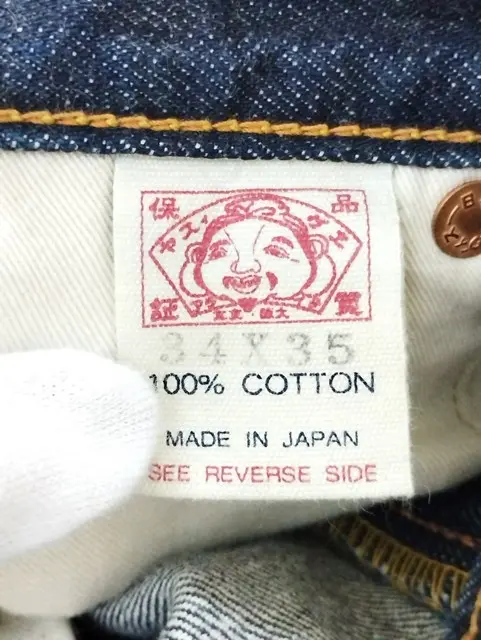 保 品
証 質
34X35
100% COTTON
MADE IN JAPAN
SEE REVERSE SIDE